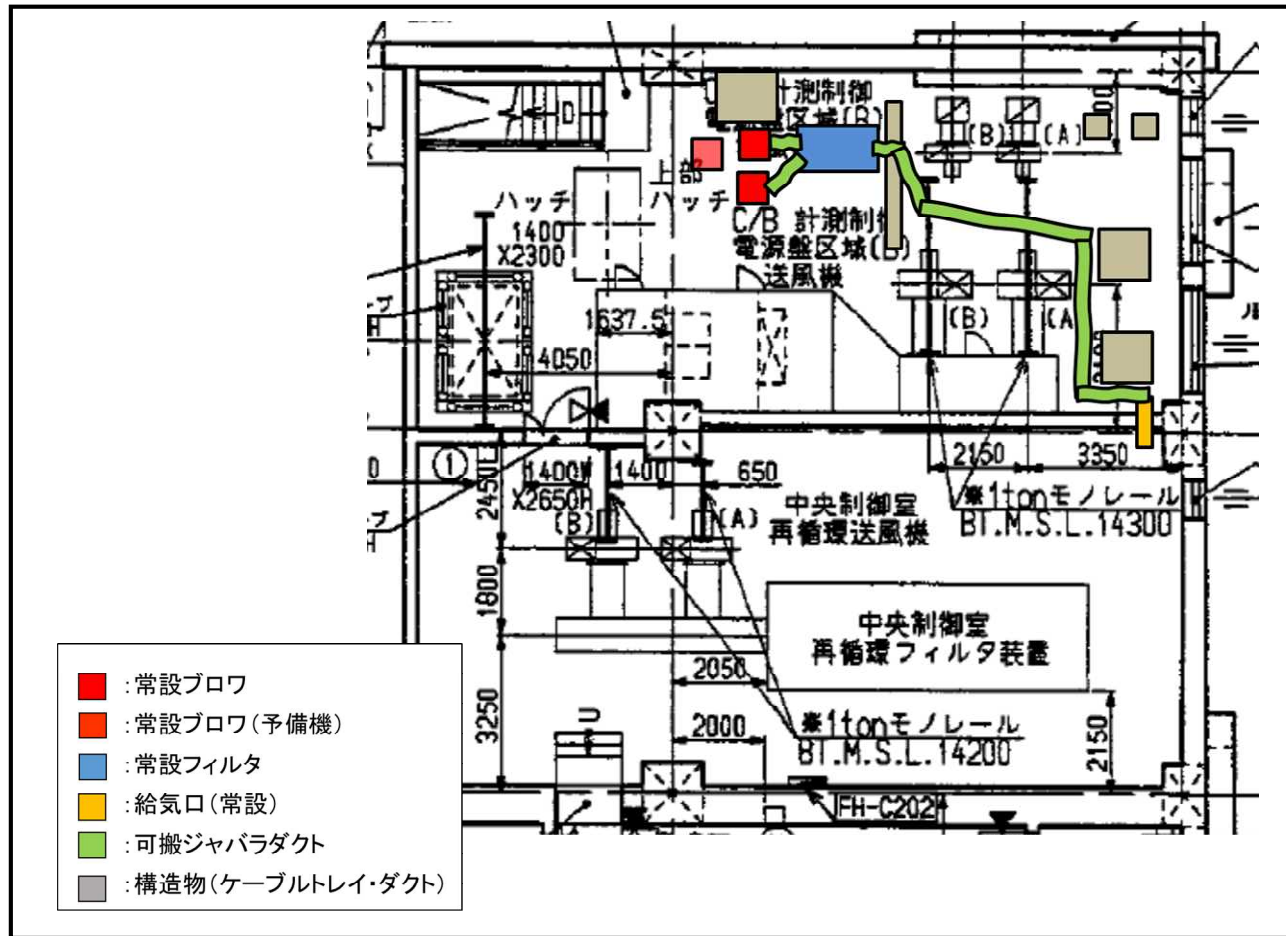 計測制御
電源盤区域(B)
(B)
(A)
D
上部
ハッチ
ハッチ
1400
X2300
C/B 計測制御
電源盤区域(B)
送風機
1637.5
4050
(B)
(A
2150
3350
1
2450
1400W
X2650H
1400
650
(B)
(A)
中央制御室
再循環送風機
※1tonモノレール
BT.M.S.L.14300
1800
中央制御室
再循環フィルタ装置
2050
3250
2000
※1tonモノレール
BT.M.S.L.14200
2150
U
FH-C202
:常設ブロワ
:常設ブロワ(予備機)
:常設フィルタ
:給気口(常設)
:可搬ジャバラダクト
:構造物(ケーブルトレイ・ダクト)